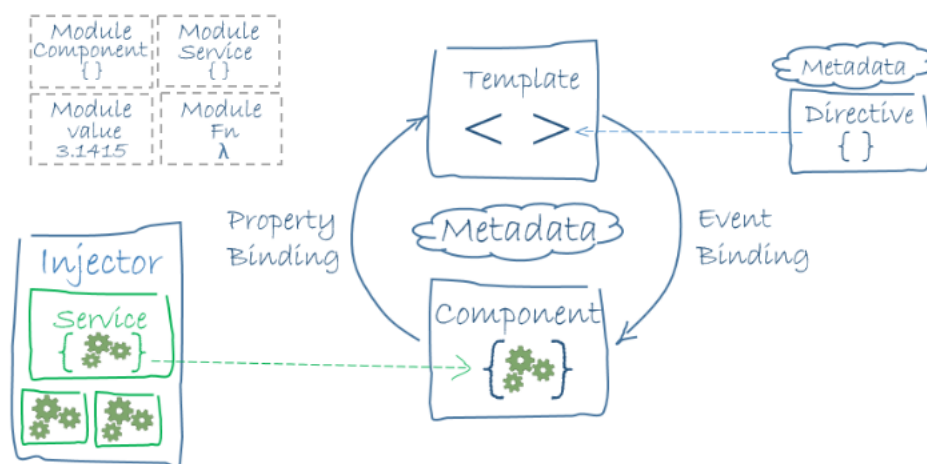 Module
Component
{ }
Module
Service
{ }
Module
value
3.1415
Module
Fn
λ
Template
< >
Metadata
Directive
{ }
Property
Binding
Metadata
Event
Binding
Injector
Service
{ }
Component
{ }